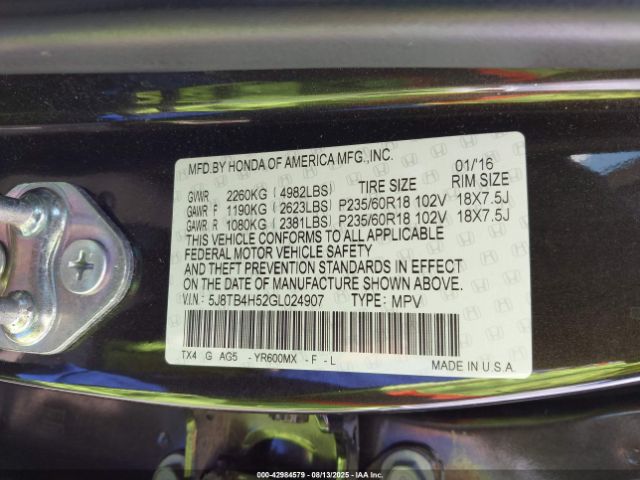 MFD.BY HONDA OF AMERICA MFG.,INC. 01/'16
GVWR 2260KG ( 4982LBS) TIRE SIZE RIM SIZE
GAWR F 1190KG ( 2623LBS) P235/60R18 102V 18X7.5J
GAWR R 1080KG ( 2381LBS) P235/60R18 102V 18X7.5J
THIS VEHICLE CONFORMS TO ALL APPLICABLE
FEDERAL MOTOR VEHICLE SAFETY
AND THEFT PREVENTION STANDARDS IN EFFECT
ON THE DATE OF MANUFACTURE SHOWN ABOVE.
V.I.N.: 5J8TB4H52GL024907 TYPE: MPV
TX4 G AG5 -YR600MX -F -L
MADE IN U.S.A.
000-42984579 - 08/13/2025 - IAA Inc.